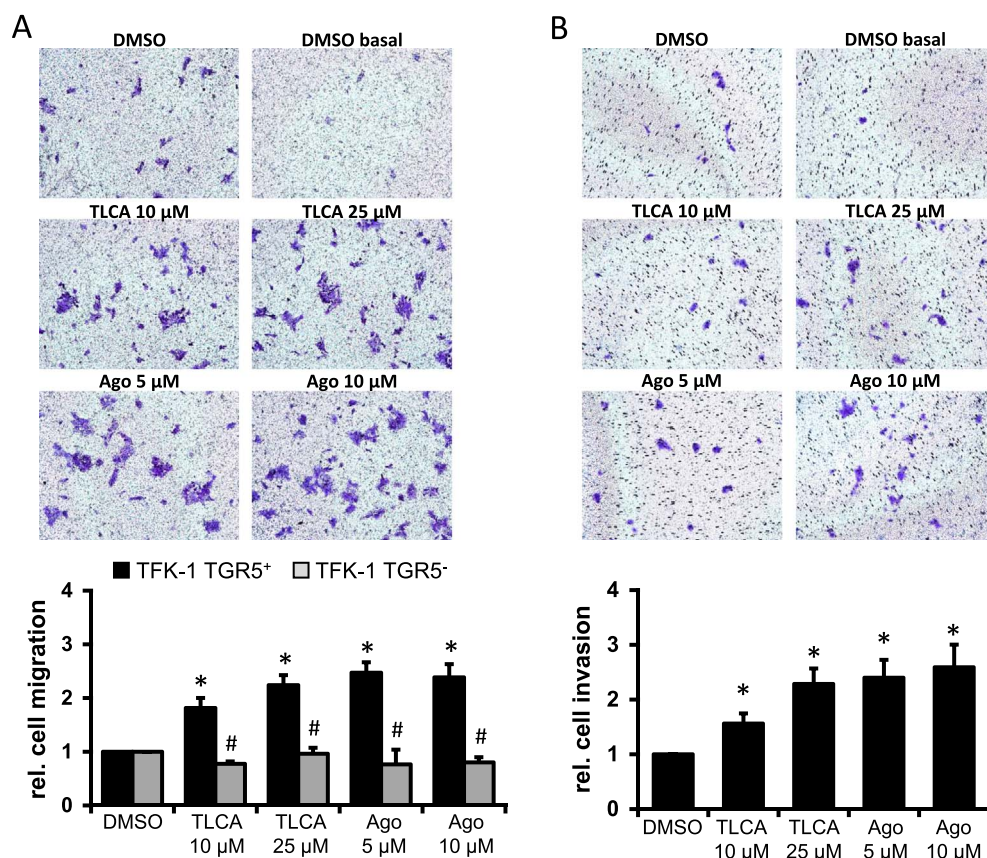 A
DMSO
DMSO basal
TLCA 10 µM
TLCA 25 µM
Ago 5 µM
Ago 10 µM
TFK-1 TGR5⁺
TFK-1 TGR5⁻
rel. cell migration
4
3
2
1
0
*
*
*
*
#
#
#
#
DMSO
TLCA
10 µM
TLCA
25 µM
Ago
5 µM
Ago
10 µM
B
DMSO
DMSO basal
TLCA 10 µM
TLCA 25 µM
Ago 5 µM
Ago 10 µM
rel. cell invasion
4
3
2
1
0
*
*
*
*
DMSO
TLCA
10 µM
TLCA
25 µM
Ago
5 µM
Ago
10 µM